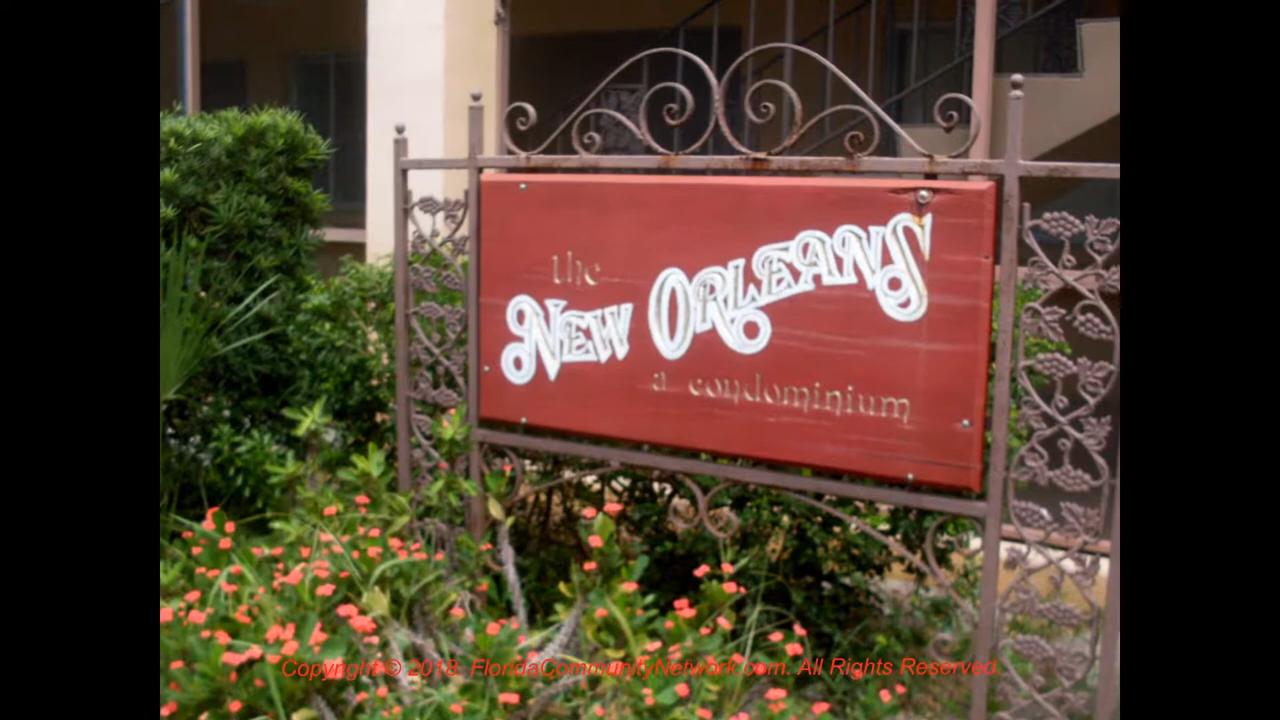 the
NEW ORLEANS
a condominium
Copyright © 2018. FloridaCommunityNetwork.com. All Rights Reserved.